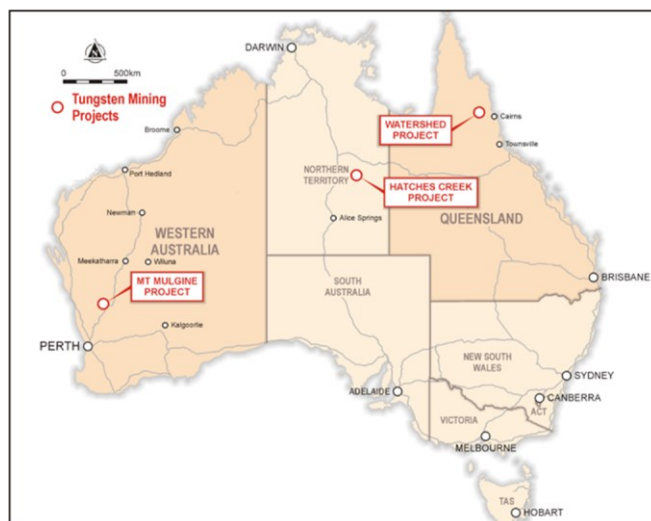 DARWIN
N
0 500km
Tungsten Mining
Projects
WATERSHED
PROJECT
Cairns
Broome
Townsville
NORTHERN
TERRITORY
HATCHES CREEK
PROJECT
Port Hedland
Newman
Alice Springs
QUEENSLAND
WESTERN
AUSTRALIA
Meekatharra
Wiluna
MT MULGINE
PROJECT
SOUTH
AUSTRALIA
BRISBANE
Kalgoorlie
PERTH
NEW SOUTH
WALES
SYDNEY
ADELAIDE
CANBERRA
ACT
VICTORIA
MELBOURNE
TAS
HOBART